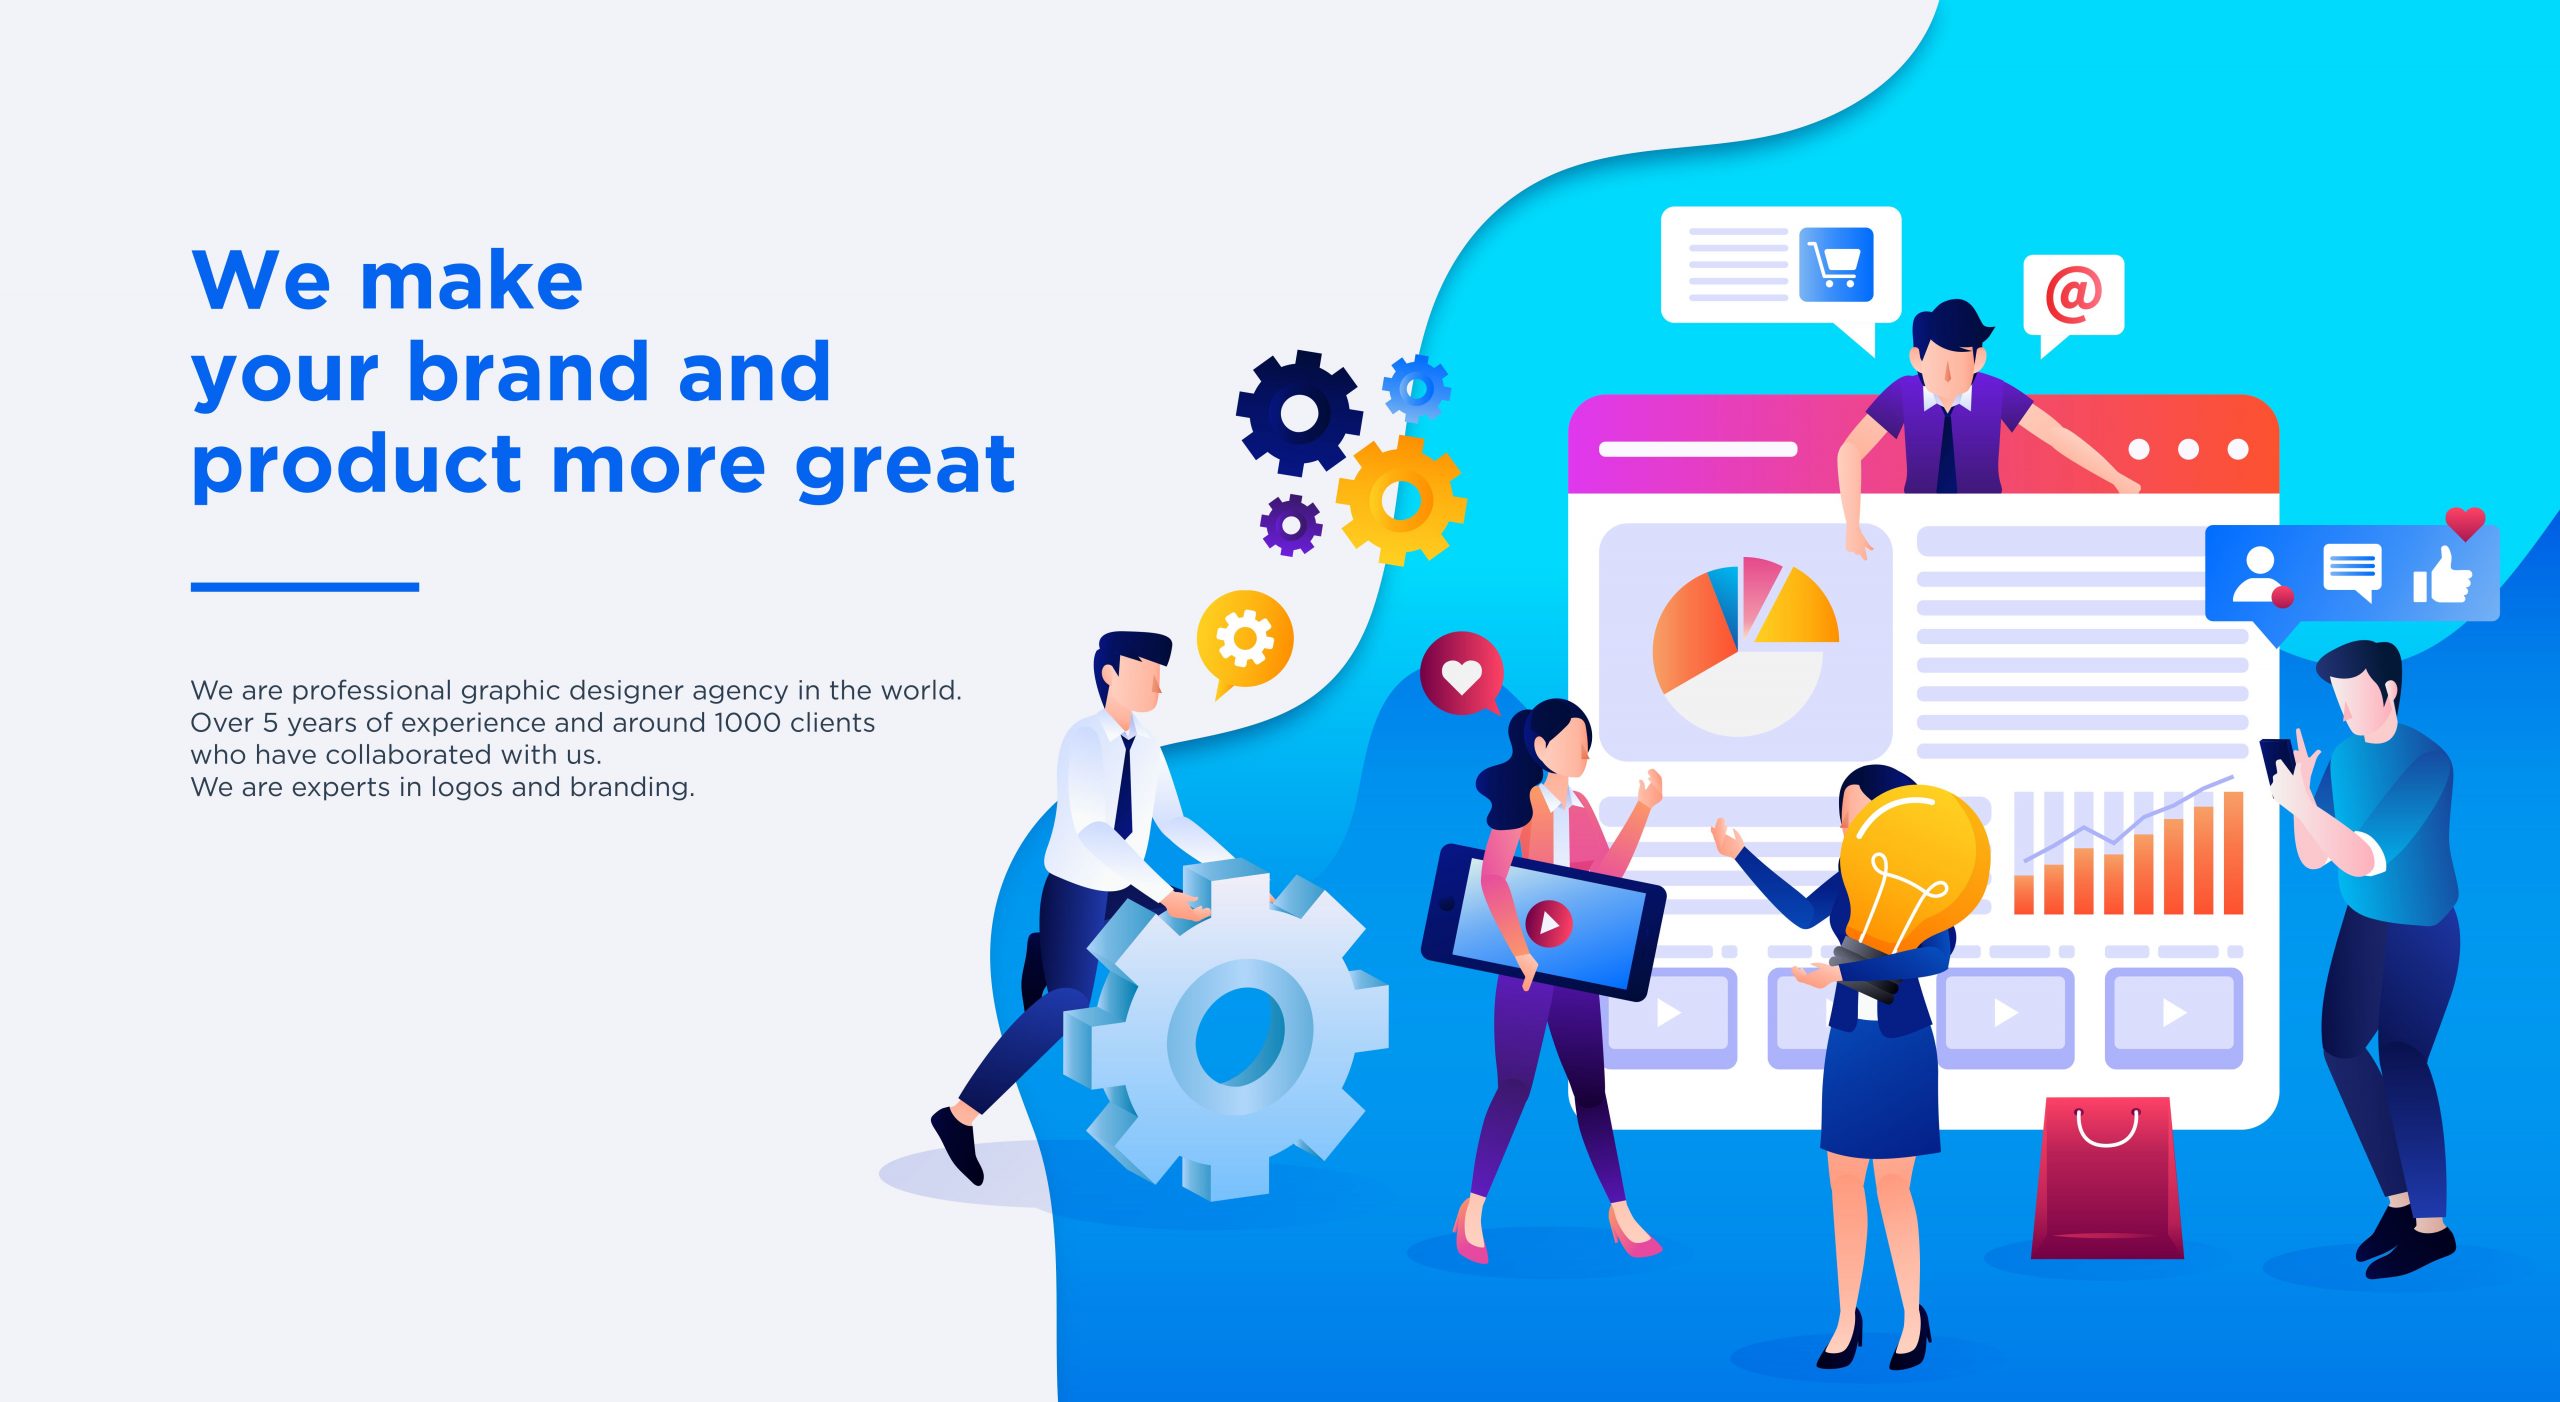 We make
your brand and
product more great
We are professional graphic designer agency in the world.
Over 5 years of experience and around 1000 clients
who have collaborated with us.
We are experts in logos and branding.
@